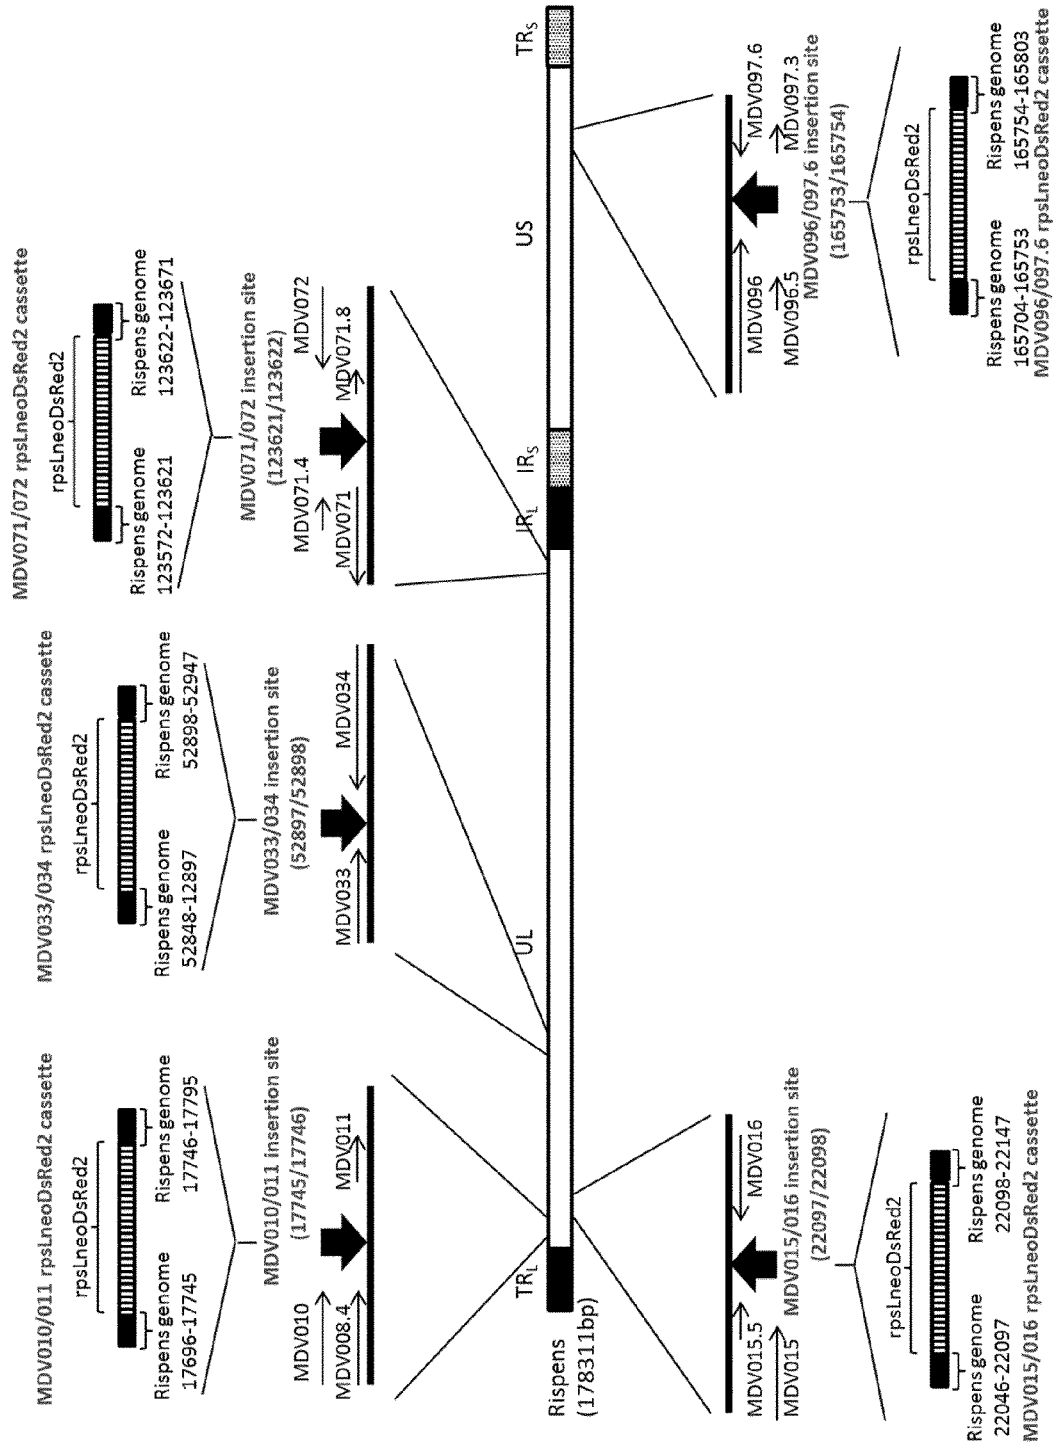 MDV010/011 rpsLneoDsRed2 cassette
rpsLneoDsRed2
Rispens genome
17696-17745
Rispens genome
17746-17795
MDV010/011 insertion site
(17745/17746)
MDV010
MDV008.4
MDV011
MDV033/034 rpsLneoDsRed2 cassette
rpsLneoDsRed2
Rispens genome
52848-12897
Rispens genome
52898-52947
MDV033/034 insertion site
(52897/52898)
MDV033
MDV034
MDV071/072 rpsLneoDsRed2 cassette
rpsLneoDsRed2
Rispens genome
123572-123621
Rispens genome
123622-123671
MDV071/072 insertion site
(123621/123622)
MDV071.4
MDV071
MDV072
MDV071.8
TRL
UL
IRL
IRS
US
TRS
Rispens
(178311bp)
MDV015.5
MDV015
MDV016
MDV015/016 insertion site
(22097/22098)
rpsLneoDsRed2
Rispens genome
22046-22097
Rispens genome
22098-22147
MDV015/016 rpsLneoDsRed2 cassette
MDV096
MDV096.5
MDV097.6
MDV097.3
MDV096/097.6 insertion site
(165753/165754)
rpsLneoDsRed2
Rispens genome
165704-165753
Rispens genome
165754-165803
MDV096/097.6 rpsLneoDsRed2 cassette